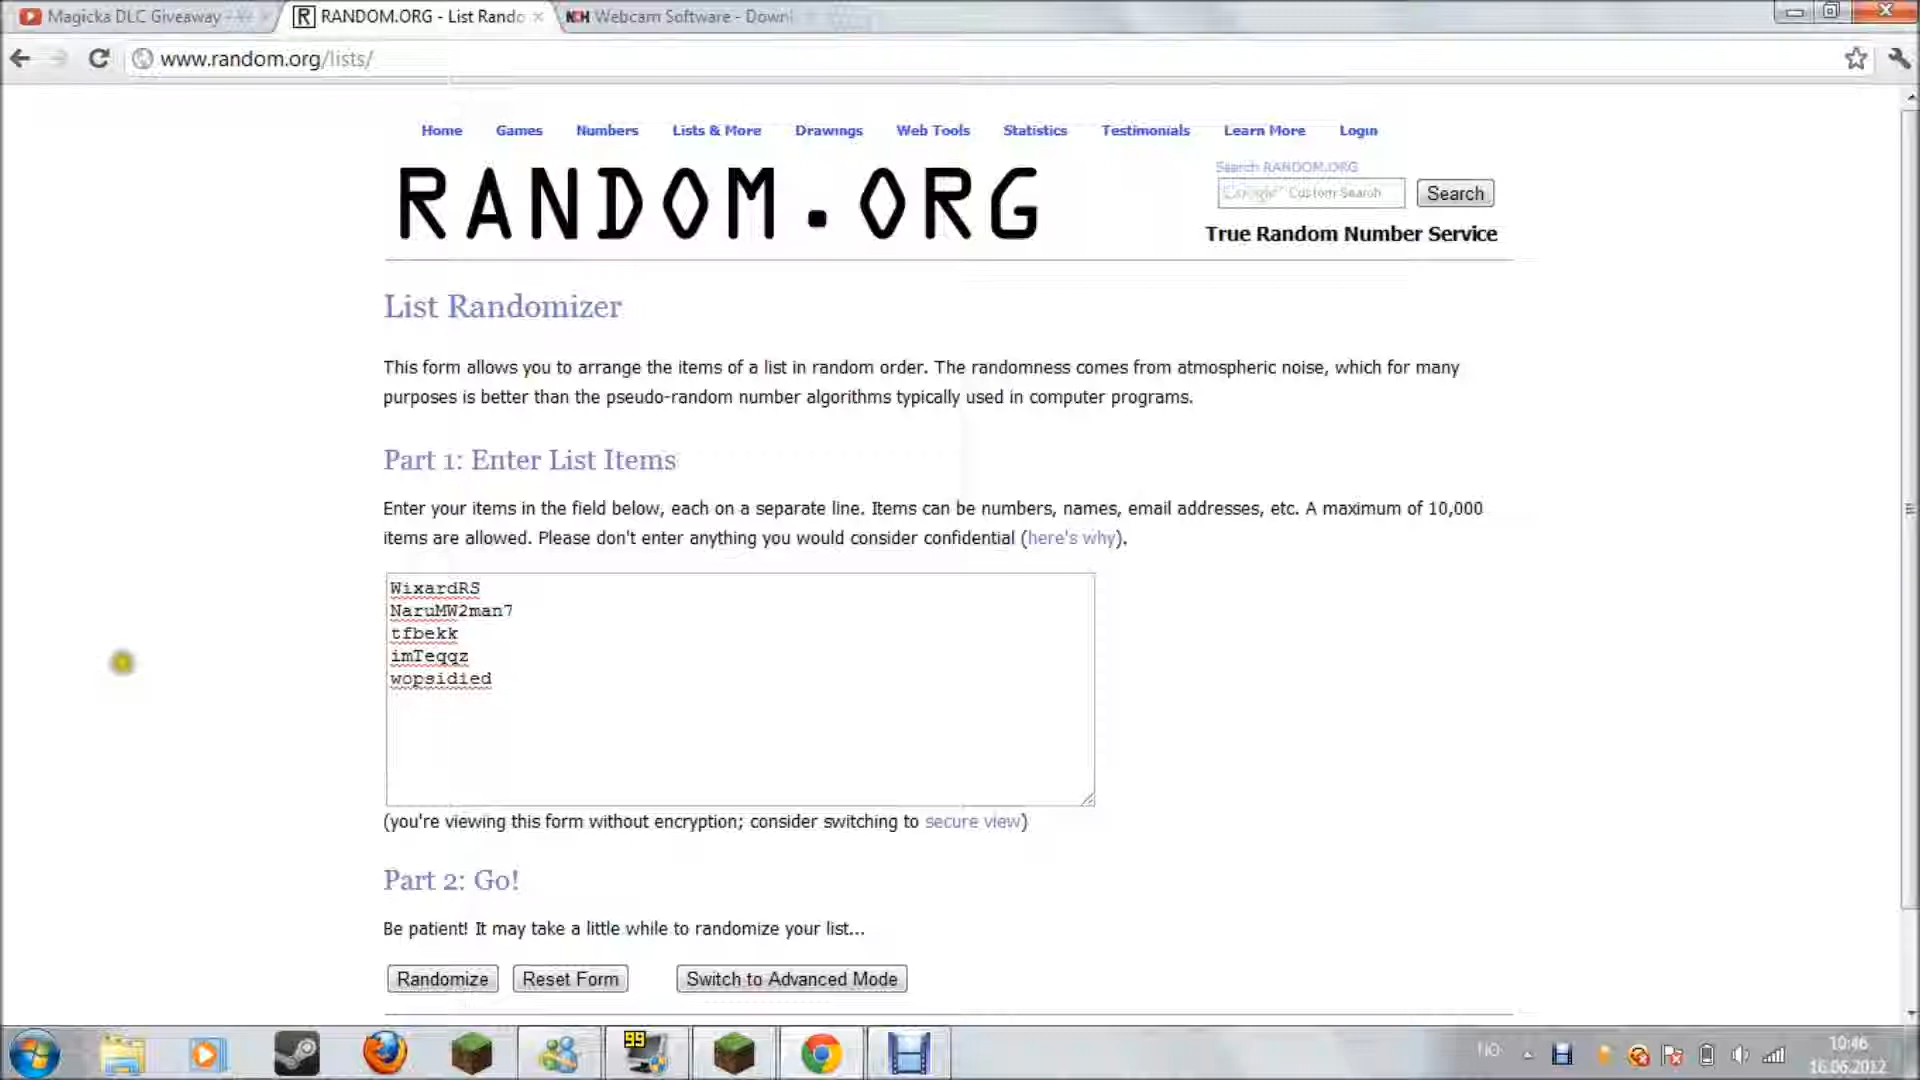 Magicka DLC Giveaway -
RANDOM.ORG - List Rando
NCH Webcam Software - Downl
www.random.org/lists/
Home Games Numbers Lists & More Drawings Web Tools Statistics Testimonials Learn More Login
RANDOM.ORG
Search RANDOM.ORG
Google™ Custom Search
Search
True Random Number Service
List Randomizer
This form allows you to arrange the items of a list in random order. The randomness comes from atmospheric noise, which for many
purposes is better than the pseudo-random number algorithms typically used in computer programs.
Part 1: Enter List Items
Enter your items in the field below, each on a separate line. Items can be numbers, names, email addresses, etc. A maximum of 10,000
items are allowed. Please don't enter anything you would consider confidential (here's why).
WixardRS
NaruMW2man7
tfbekk
imTeqqz
wopsidied
(you're viewing this form without encryption; consider switching to secure view)
Part 2: Go!
Be patient! It may take a little while to randomize your list...
Randomize
Reset Form
Switch to Advanced Mode
99
NO
10:46
16.06.2012